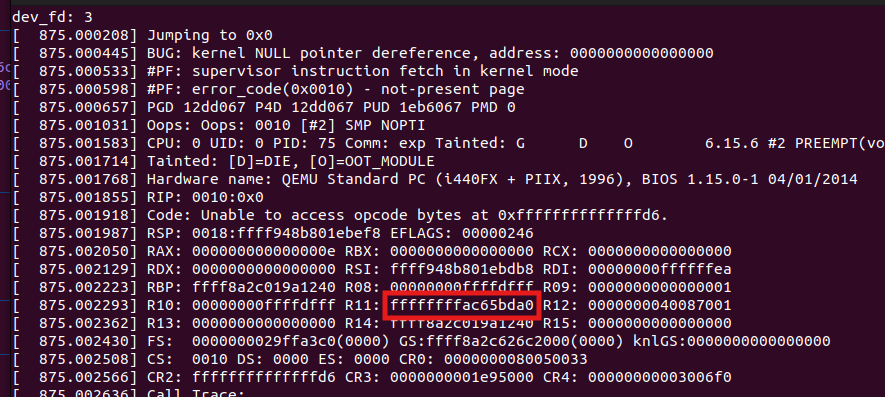 dev_fd: 3
[  875.000208] Jumping to 0x0
[  875.000445] BUG: kernel NULL pointer dereference, address: 0000000000000000
[  875.000533] #PF: supervisor instruction fetch in kernel mode
[  875.000598] #PF: error_code(0x0010) - not-present page
[  875.000657] PGD 12dd067 P4D 12dd067 PUD 1eb6067 PMD 0
[  875.001031] Oops: Oops: 0010 [#2] SMP NOPTI
[  875.001583] CPU: 0 UID: 0 PID: 75 Comm: exp Tainted: G      D    O        6.15.6 #2 PREEMPT(vo
[  875.001714] Tainted: [D]=DIE, [O]=OOT_MODULE
[  875.001768] Hardware name: QEMU Standard PC (i440FX + PIIX, 1996), BIOS 1.15.0-1 04/01/2014
[  875.001855] RIP: 0010:0x0
[  875.001918] Code: Unable to access opcode bytes at 0xffffffffffffffd6.
[  875.001987] RSP: 0018:ffff948b801ebef8 EFLAGS: 00000246
[  875.002050] RAX: 000000000000000e RBX: 0000000000000000 RCX: 0000000000000000
[  875.002129] RDX: 0000000000000000 RSI: ffff948b801ebdb8 RDI: 00000000ffffffea
[  875.002223] RBP: ffff8a2c019a1240 R08: 00000000ffffdfff R09: 0000000000000001
[  875.002293] R10: 00000000ffffdfff R11: ffffffffac65bda0 R12: 0000000040087001
[  875.002362] R13: 0000000000000000 R14: ffff8a2c019a1240 R15: 0000000000000000
[  875.002430] FS:  0000000029ffa3c0(0000) GS:ffff8a2c626c2000(0000) knlGS:0000000000000000
[  875.002508] CS:  0010 DS: 0000 ES: 0000 CR0: 0000000080050033
[  875.002566] CR2: ffffffffffffffd6 CR3: 0000000001e95000 CR4: 00000000003006f0
[  875.002636] Call Trace: